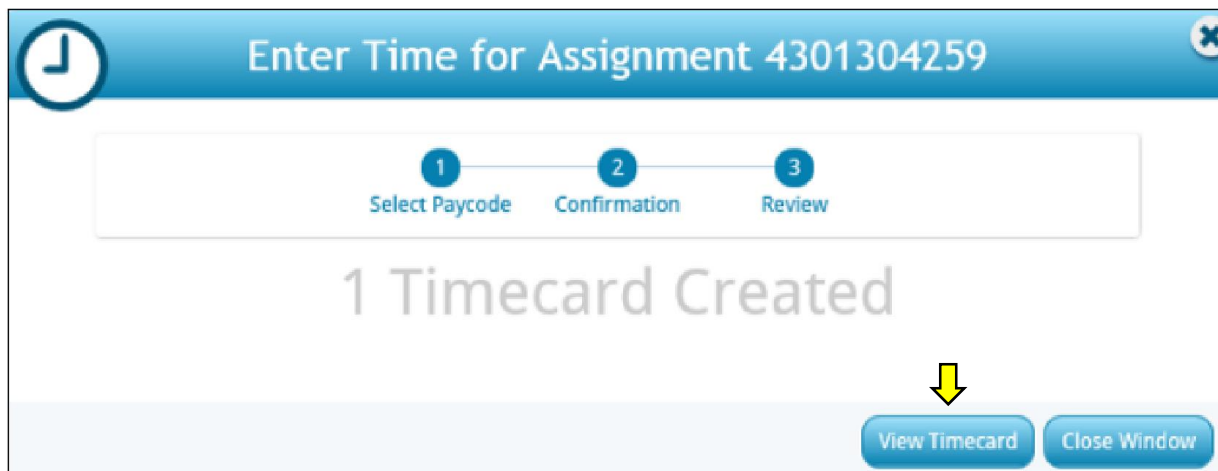 Enter Time for Assignment 4301304259
1 2 3
Select Paycode Confirmation Review
1 Timecard Created
View Timecard Close Window